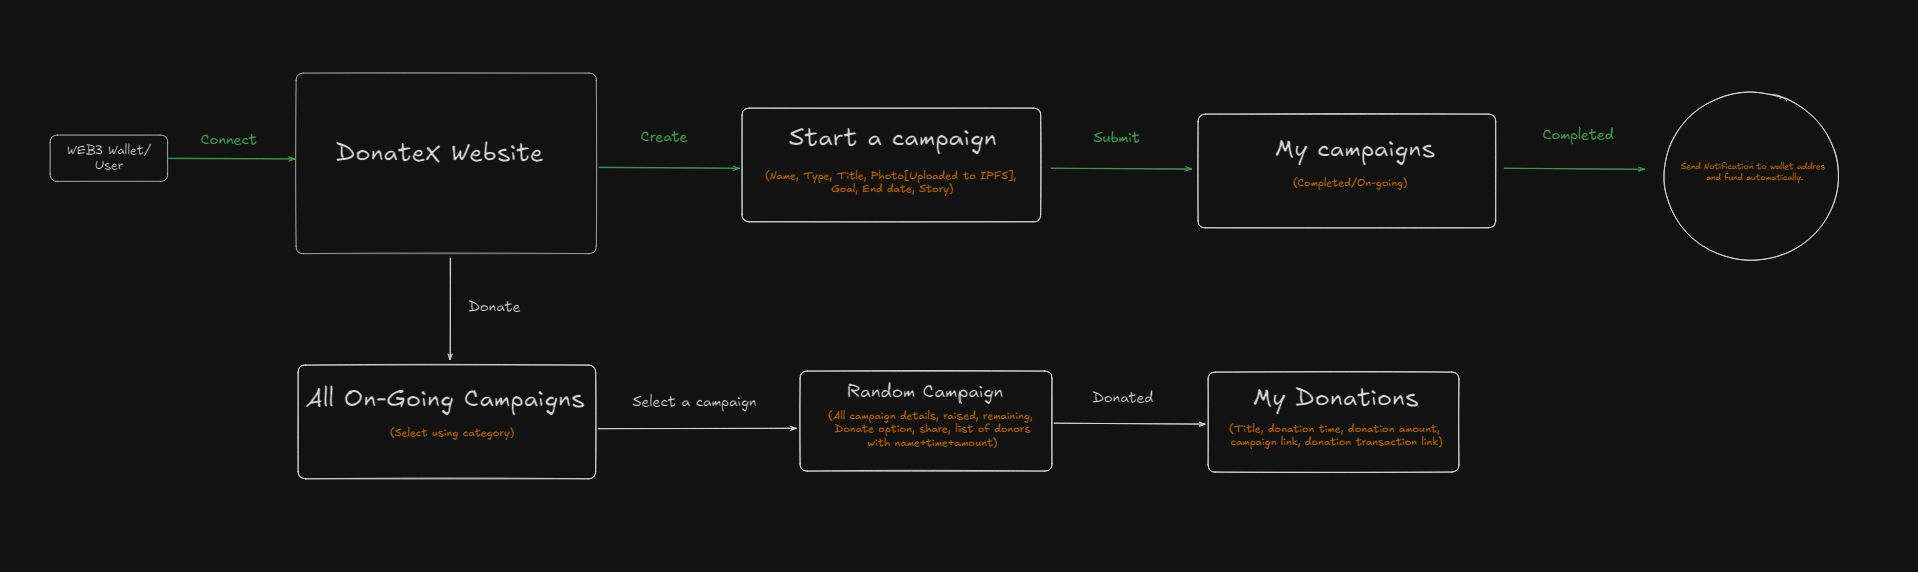 WEB3 Wallet/
User
Connect
DonateX Website
Create
Start a campaign
(Name, Type, Title, Photo[Uploaded to IPFS],
Goal, End date, Story)
Submit
My campaigns
(Completed/On-going)
Completed
Send Notification to wallet addres
and fund automatically.
Donate
All On-Going Campaigns
(Select using category)
Select a campaign
Random Campaign
(All campaign details, raised, remaining,
Donate option, share, list of donors
with name+time+amount)
Donated
My Donations
(Title, donation time, donation amount,
campaign link, donation transaction link)